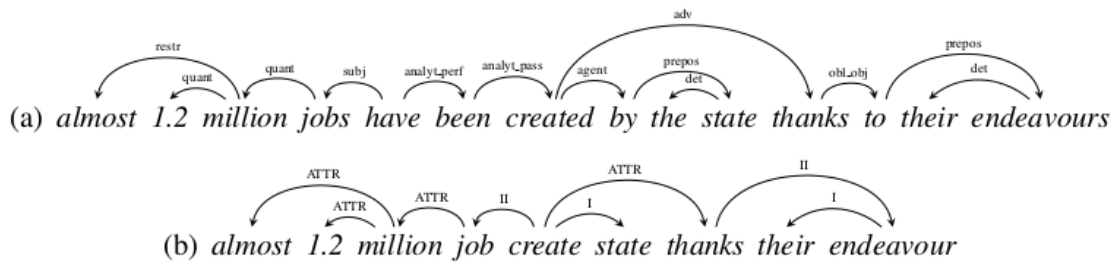 adv
restr prepos
quant quant subj analyt_perf analyt_pass agent prepos det obl_obj det
(a) almost 1.2 million jobs have been created by the state thanks to their endeavours
ATTR ATTR II
ATTR ATTR II I I
(b) almost 1.2 million job create state thanks their endeavour